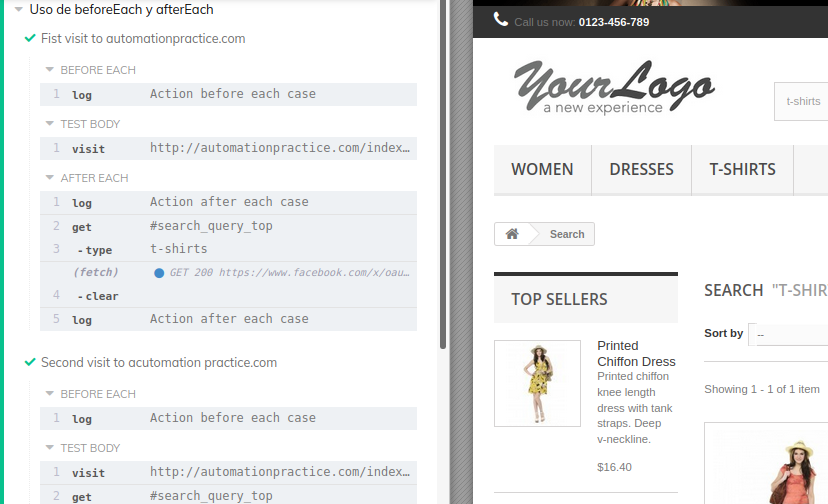 Uso de beforeEach y afterEach
Fist visit to automationpractice.com
BEFORE EACH
1 log Action before each case
TEST BODY
1 visit http://automationpractice.com/index…
AFTER EACH
1 log Action after each case
2 get #search_query_top
3 -type t-shirts
(fetch) GET 200 https://www.facebook.com/x/oau…
4 -clear
5 log Action after each case
Second visit to acutomation practice.com
BEFORE EACH
1 log Action before each case
TEST BODY
1 visit http://automationpractice.com/index…
2 get #search_query_top
Call us now: 0123-456-789
Your Logo
a new experience
t-shirts
WOMEN DRESSES T-SHIRTS
Search
TOP SELLERS
Printed
Chiffon Dress
Printed chiffon
knee length
dress with tank
straps. Deep
v-neckline.
$16.40
SEARCH "T-SHIR
Sort by --
Showing 1 - 1 of 1 item